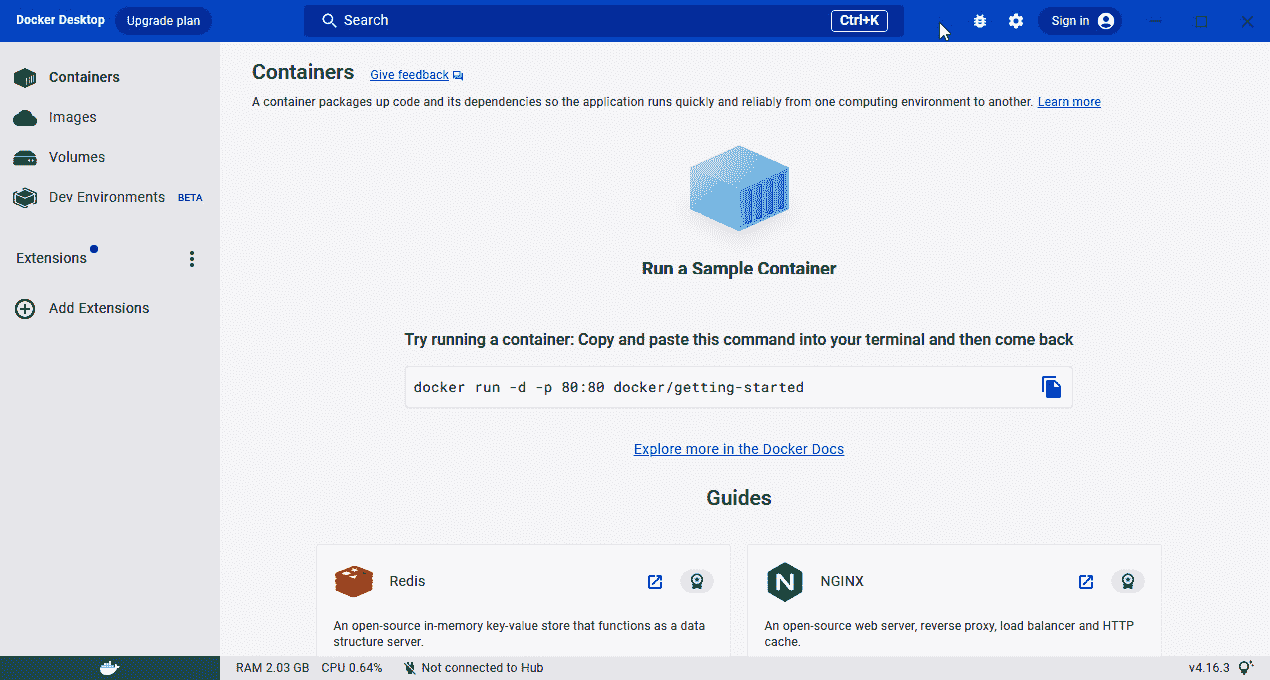 Docker Desktop Upgrade plan Search Ctrl+K Sign in
Containers
Images
Volumes
Dev Environments BETA
Extensions
Add Extensions
Containers Give feedback
A container packages up code and its dependencies so the application runs quickly and reliably from one computing environment to another. Learn more
Run a Sample Container
Try running a container: Copy and paste this command into your terminal and then come back
docker run -d -p 80:80 docker/getting-started
Explore more in the Docker Docs
Guides
Redis
An open-source in-memory key-value store that functions as a data
structure server.
N
NGINX
An open-source web server, reverse proxy, load balancer and HTTP
cache.
RAM 2.03 GB CPU 0.64% Not connected to Hub v4.16.3